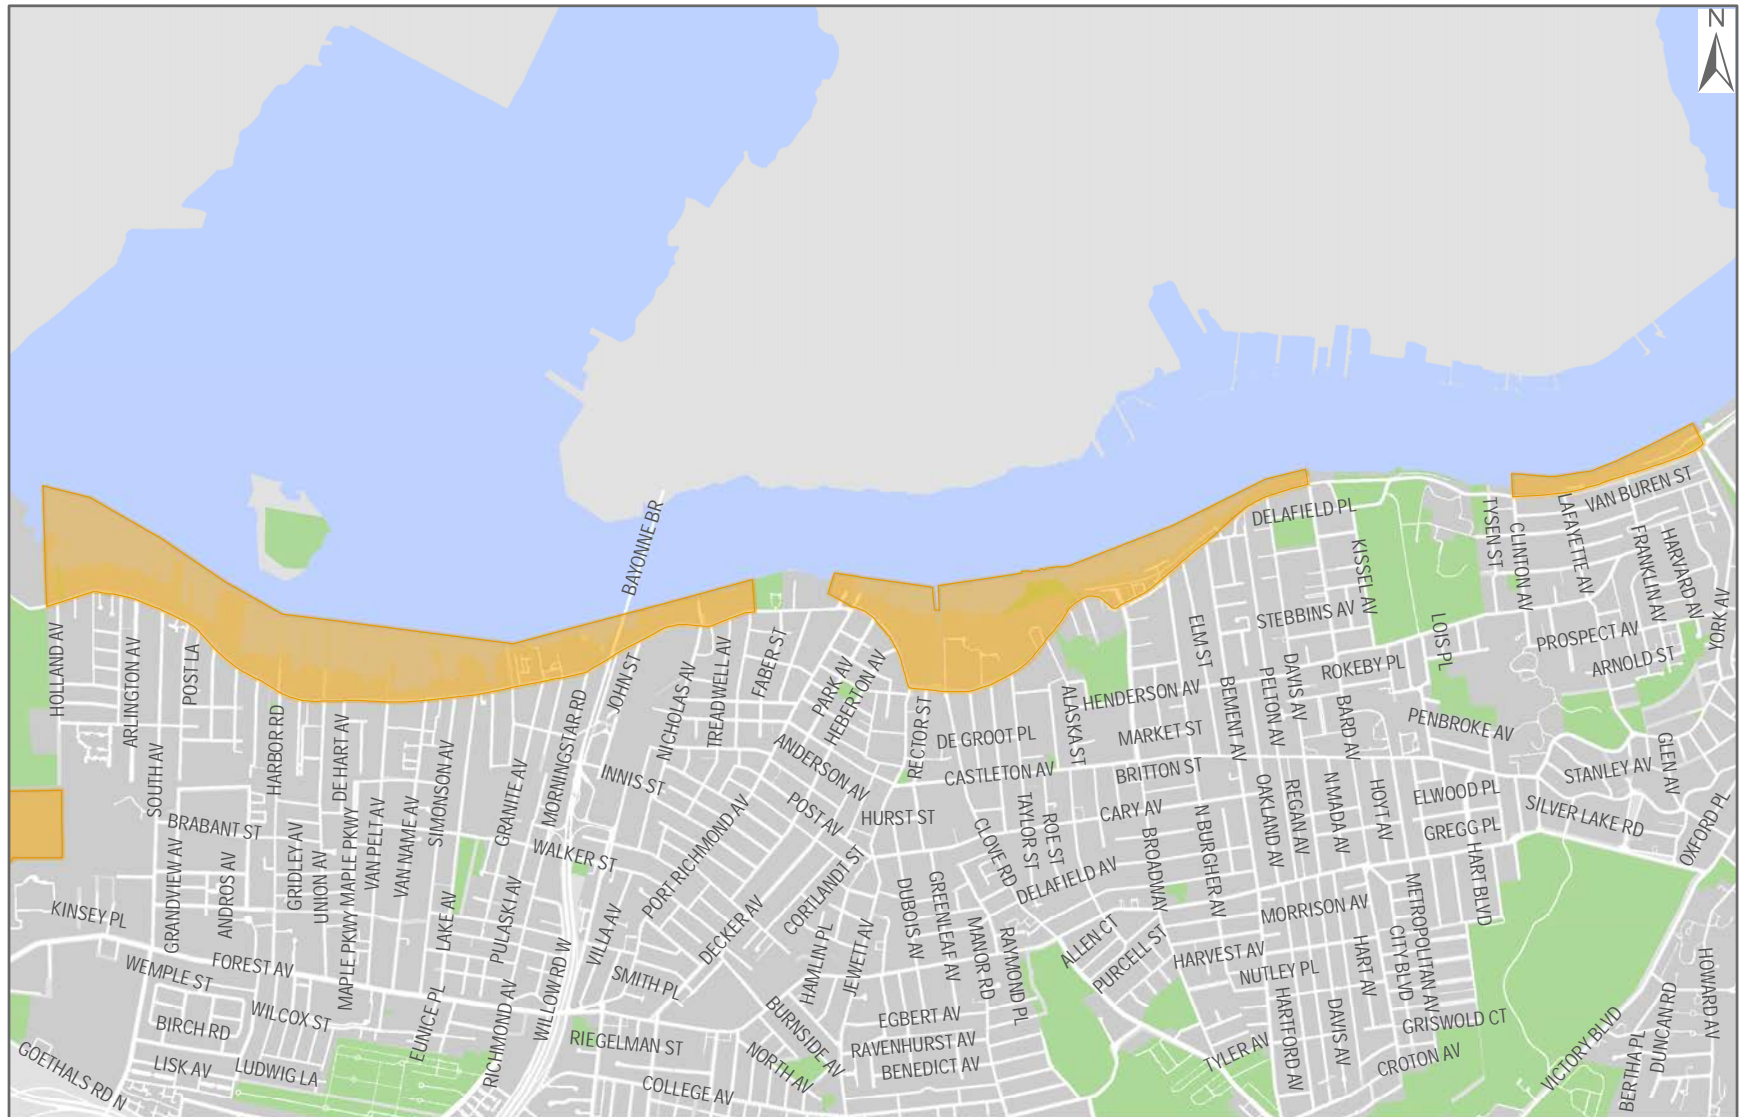 N
BAYONNE BR
VAN BUREN ST
DELAFIELD PL
TYSEN ST
CLINTON AV
LAFAYETTE AV
FRANKLIN AV
HARVARD AV
YORK AV
KISSEL AV
STEBBINS AV
LOIS PL
PROSPECT AV
ARNOLD ST
ROKEBY PL
ELM ST
HOLLAND AV
ARLINGTON AV
POST LA
HARBOR RD
DE HART AV
SOUTH AV
SIMONSON AV
GRANITE AV
MORNINGSTAR RD
JOHN ST
NICHOLAS AV
TREADWELL AV
FABER ST
PARK AV
HEBERTON AV
RECTOR ST
ALASKA ST
HENDERSON AV
BEMENT AV
PELTON AV
DAVIS AV
BARD AV
PENBROKE AV
GLEN AV
STANLEY AV
DE GROOT PL
MARKET ST
CASTLETON AV
BRITTON ST
ANDERSON AV
INNIS ST
POST AV
HURST ST
CARY AV
OAKLAND AV
REGAN AV
N MADA AV
HOYT AV
ELWOOD PL
GREGG PL
SILVER LAKE RD
OXFORD PL
BRABANT ST
GRANDVIEW AV
ANDROS AV
GRIDLEY AV
UNION AV
MAPLE PKWY
MAPLE PKWY
VAN PELT AV
VAN NAME AV
WALKER ST
PORT RICHMOND AV
CORTLANDT ST
CLOVE RD
TAYLOR ST
ROE ST
DELAFIELD AV
BROADWAY
N BURGHER AV
HART BLVD
METROPOLITAN AV
CITY BLVD
MORRISON AV
KINSEY PL
LAKE AV
PULASKI AV
VILLA AV
DECKER AV
HAMLIN PL
JEWETT AV
DUBOIS AV
GREENLEAF AV
MANOR RD
RAYMOND PL
ALLEN CT
PURCELL ST
HARVEST AV
NUTLEY PL
HART AV
HOWARD AV
FOREST AV
WEMPLE ST
WILCOX ST
BIRCH RD
LISK AV
LUDWIG LA
EUNICE PL
RICHMOND AV
WILLOW RD W
SMITH PL
RIEGELMAN ST
COLLEGE AV
NORTH AV
BURNSIDE AV
EGBERT AV
RAVENHURST AV
BENEDICT AV
TYLER AV
HARTFORD AV
DAVIS AV
GRISWOLD CT
CROTON AV
VICTORY BLVD
BERTHA PL
DUNCAN RD
GOETHALS RD N